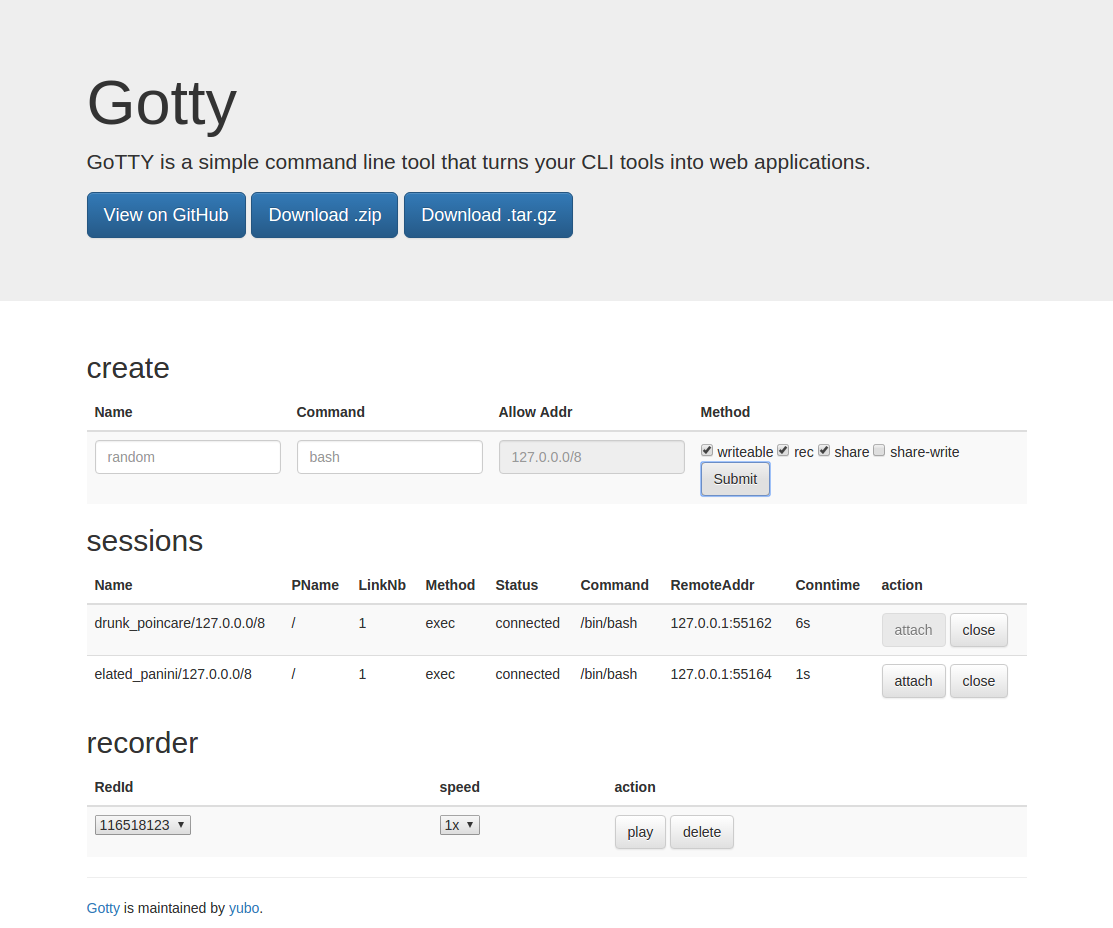 Gotty
GoTTY is a simple command line tool that turns your CLI tools into web applications.
View on GitHub Download .zip Download .tar.gz
create
Name Command Allow Addr Method
random bash 127.0.0.0/8 writeable rec share share-write
Submit
sessions
Name PName LinkNb Method Status Command RemoteAddr Conntime action
drunk_poincare/127.0.0.0/8 / 1 exec connected /bin/bash 127.0.0.1:55162 6s attach close
elated_panini/127.0.0.0/8 / 1 exec connected /bin/bash 127.0.0.1:55164 1s attach close
recorder
RedId speed action
116518123 1x play delete
Gotty is maintained by yubo.